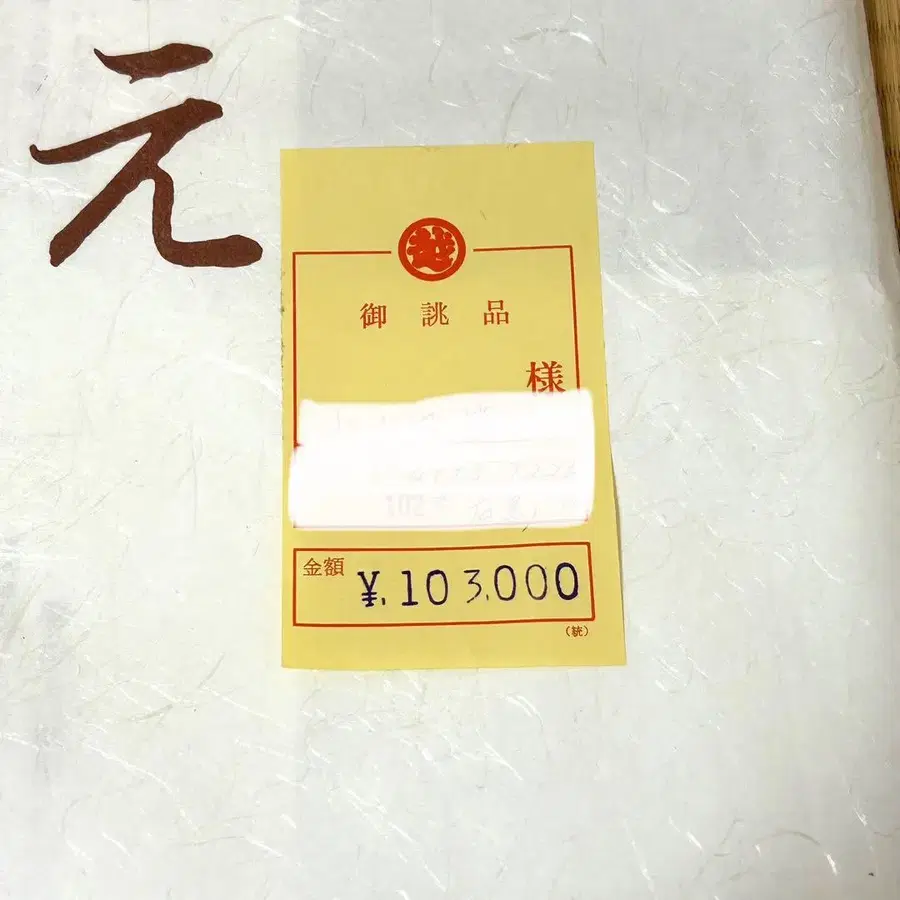 元
越
御誂品
様
金額 ¥.103,000
(統)